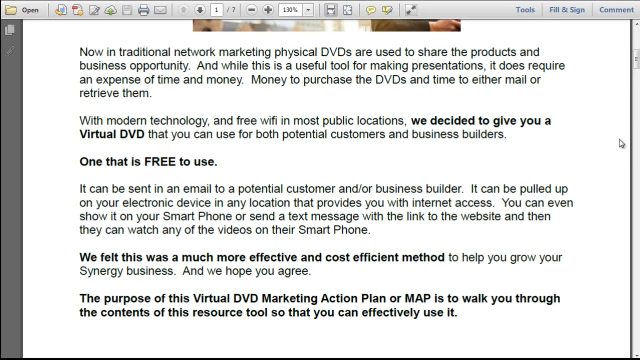 Open
1
/ 7
130%
Tools
Fill & Sign
Comment
Now in traditional network marketing physical DVDs are used to share the products and
business opportunity. And while this is a useful tool for making presentations, it does require
an expense of time and money. Money to purchase the DVDs and time to either mail or
retrieve them.
With modern technology, and free wifi in most public locations, we decided to give you a
Virtual DVD that you can use for both potential customers and business builders.
One that is FREE to use.
It can be sent in an email to a potential customer and/or business builder. It can be pulled up
on your electronic device in any location that provides you with internet access. You can even
show it on your Smart Phone or send a text message with the link to the website and then
they can watch any of the videos on their Smart Phone.
We felt this was a much more effective and cost efficient method to help you grow your
Synergy business. And we hope you agree.
The purpose of this Virtual DVD Marketing Action Plan or MAP is to walk you through
the contents of this resource tool so that you can effectively use it.